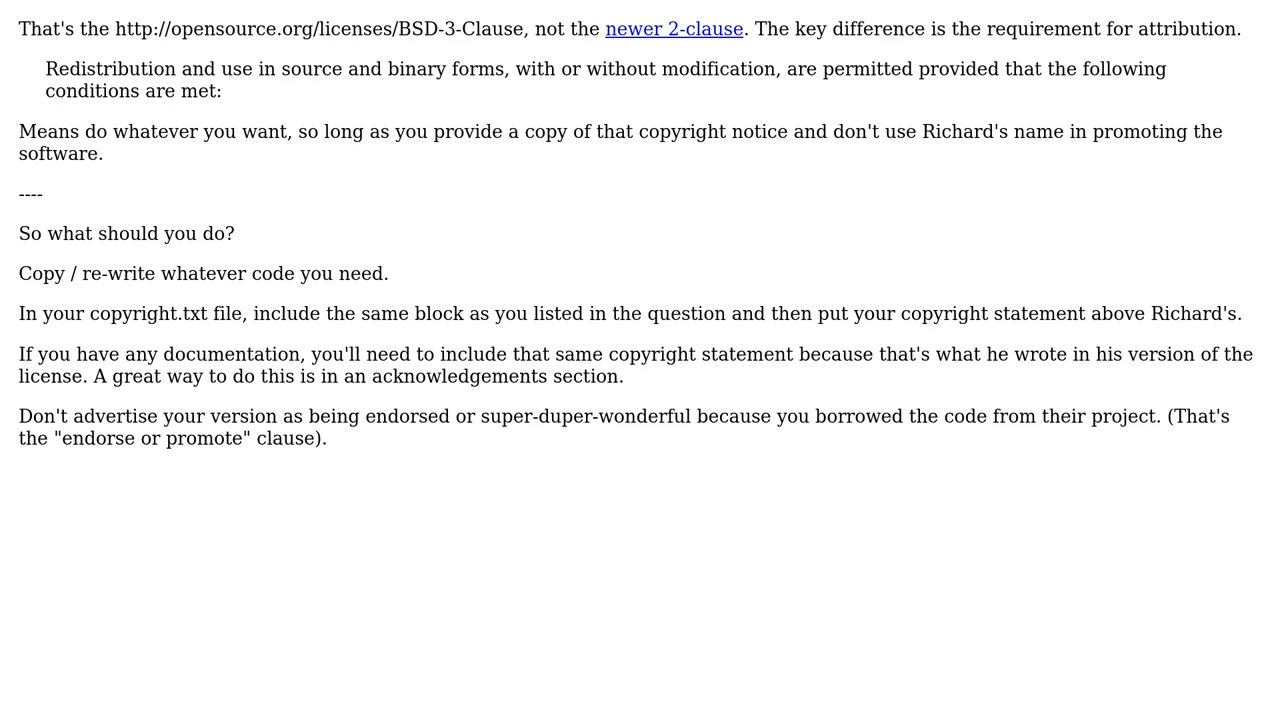 That's the http://opensource.org/licenses/BSD-3-Clause, not the newer 2-clause. The key difference is the requirement for attribution.
Redistribution and use in source and binary forms, with or without modification, are permitted provided that the following
conditions are met:
Means do whatever you want, so long as you provide a copy of that copyright notice and don't use Richard's name in promoting the
software.
----
So what should you do?
Copy / re-write whatever code you need.
In your copyright.txt file, include the same block as you listed in the question and then put your copyright statement above Richard's.
If you have any documentation, you'll need to include that same copyright statement because that's what he wrote in his version of the
license. A great way to do this is in an acknowledgements section.
Don't advertise your version as being endorsed or super-duper-wonderful because you borrowed the code from their project. (That's
the "endorse or promote" clause).